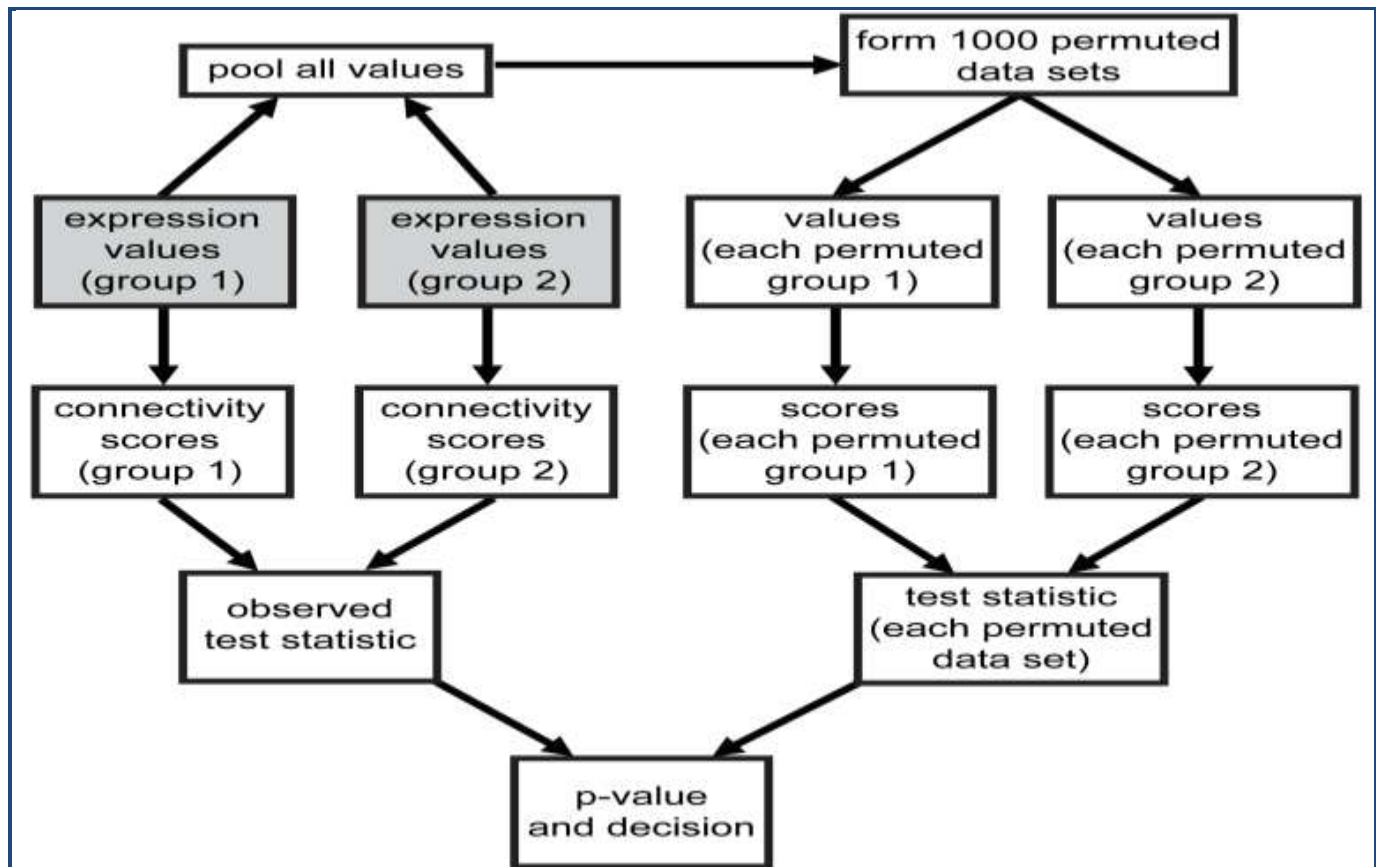 pool all values
form 1000 permuted
data sets
expression
values
(group 1)
expression
values
(group 2)
values
(each permuted
group 1)
values
(each permuted
group 2)
connectivity
scores
(group 1)
connectivity
scores
(group 2)
scores
(each permuted
group 1)
scores
(each permuted
group 2)
observed
test statistic
test statistic
(each permuted
data set)
p-value
and decision